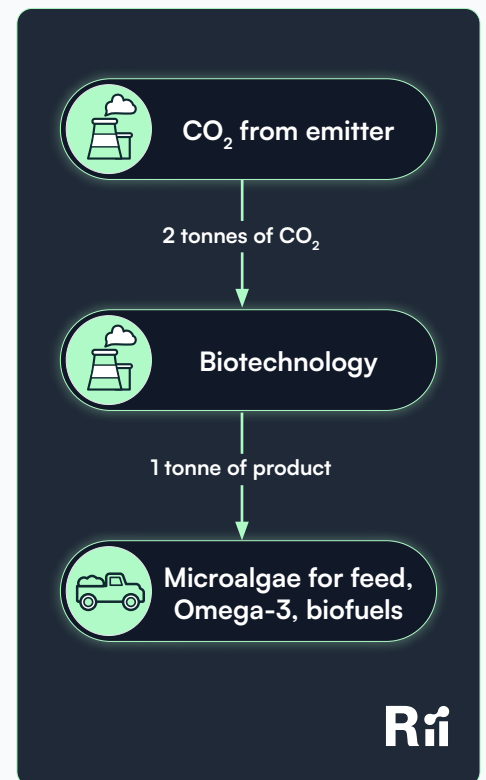 CO₂ from emitter
2 tonnes of CO₂
Biotechnology
1 tonne of product
Microalgae for feed,
Omega-3, biofuels
Rii